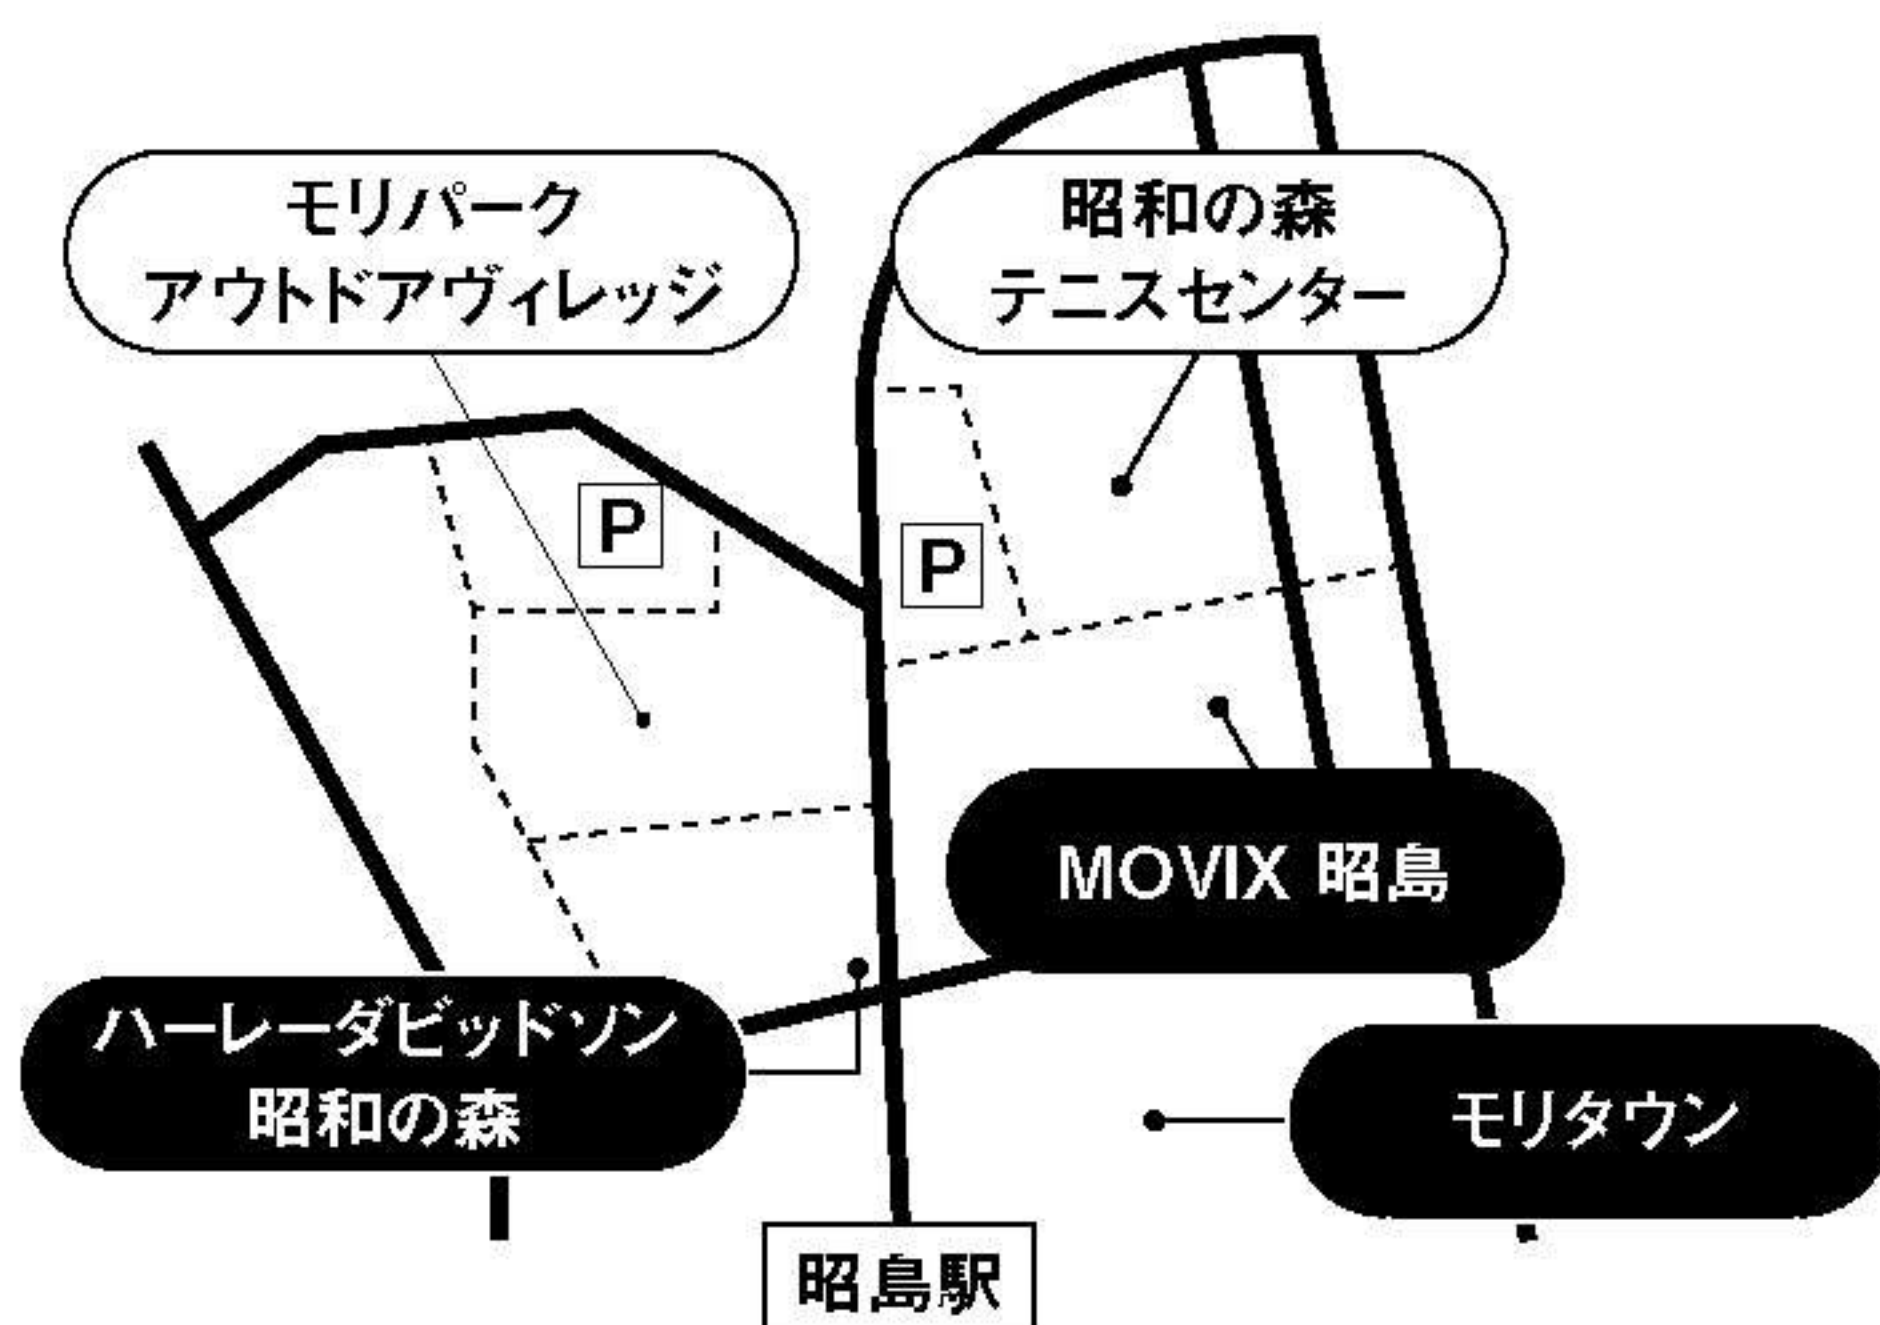 モリパーク
アウトドアヴィレッジ
昭和の森
テニスセンター
P
P
MOVIX 昭島
ハーレーダビッドソン
昭和の森
モリタウン
昭島駅